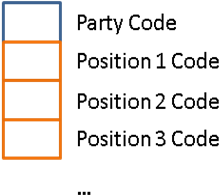 Party Code
Position 1 Code
Position 2 Code
Position 3 Code
...